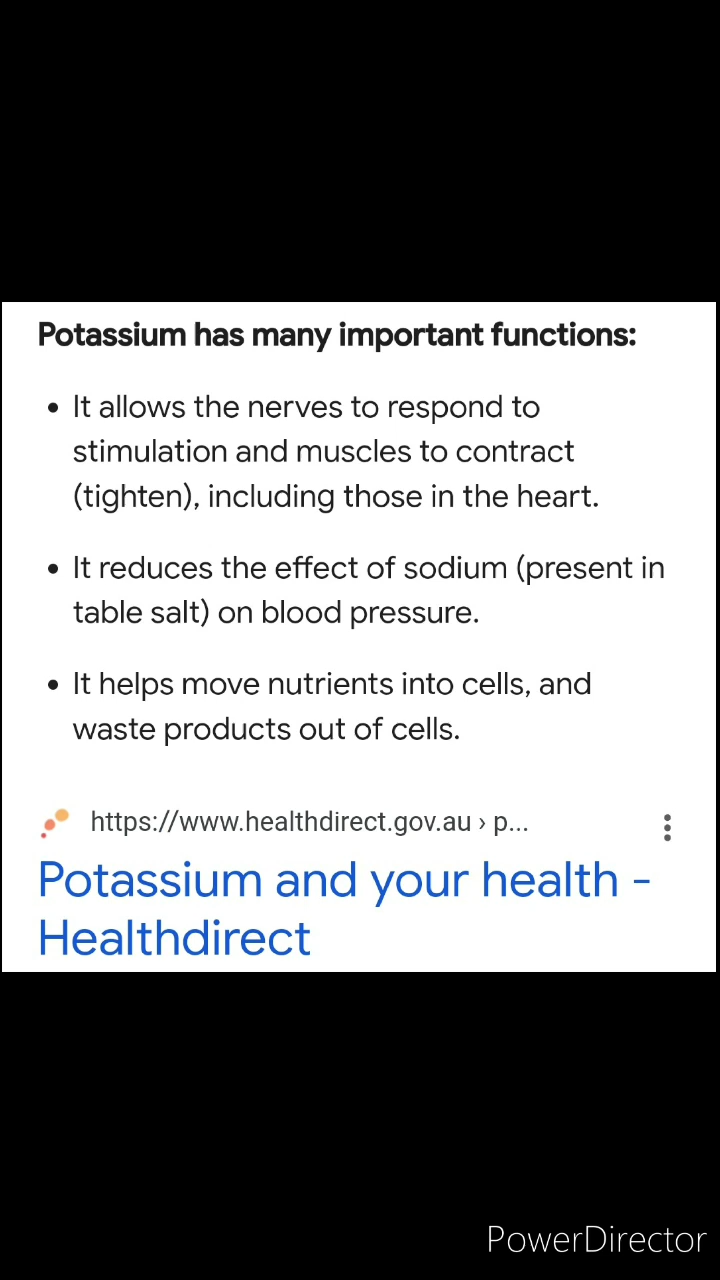 Potassium has many important functions:
• It allows the nerves to respond to
stimulation and muscles to contract
(tighten), including those in the heart.
• It reduces the effect of sodium (present in
table salt) on blood pressure.
• It helps move nutrients into cells, and
waste products out of cells.
https://www.healthdirect.gov.au › p...
Potassium and your health -
Healthdirect
PowerDirector